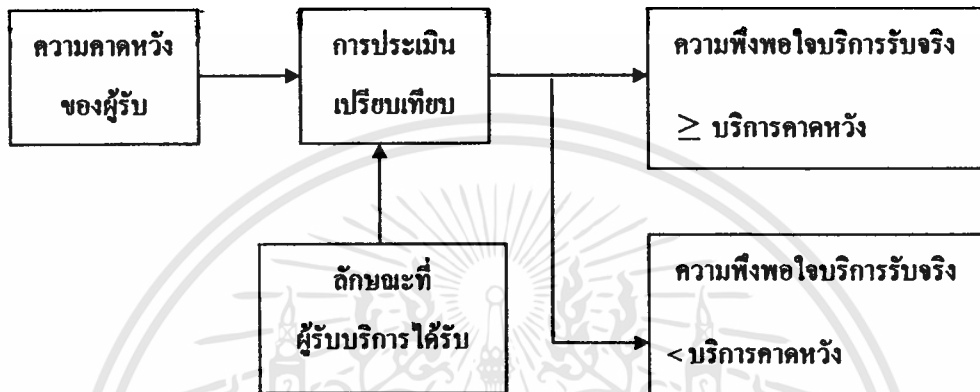 ความคาดหวัง
ของผู้รับ
การประเมิน
เปรียบเทียบ
ความพึงพอใจบริการรับจริง
≥ บริการคาดหวัง
ลักษณะที่
ผู้รับบริการได้รับ
ความพึงพอใจบริการรับจริง
< บริการคาดหวัง